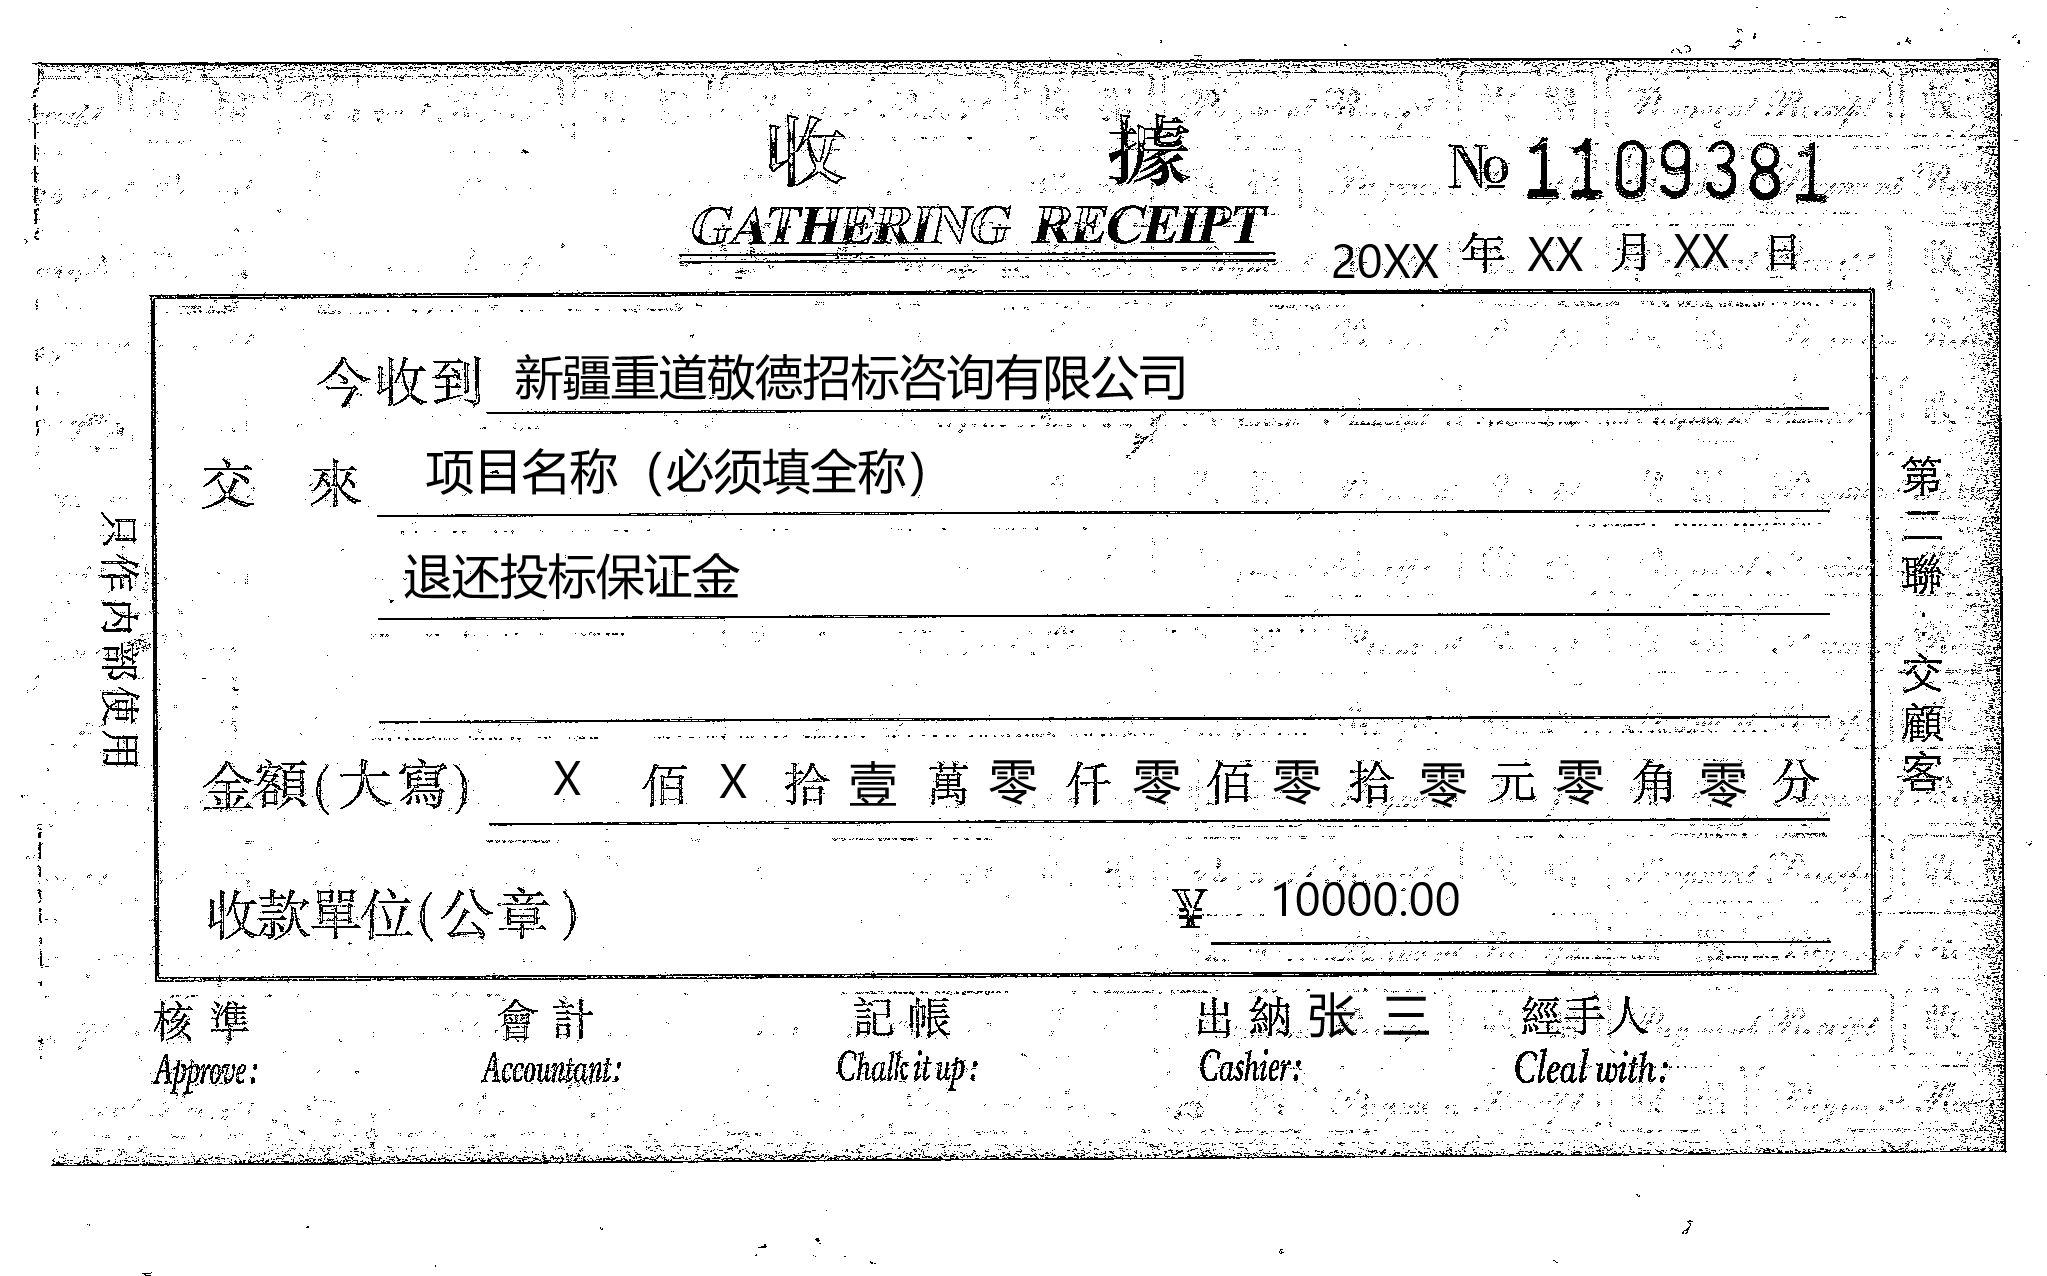 收 據
GATHERING RECEIPT
№ 1109381
20XX 年 XX 月 XX 日
今收到 新疆重道敬德招标咨询有限公司
交 來 项目名称（必须填全称）
退还投标保证金
金額(大寫) X 佰 X 拾 壹 萬 零 仟 零 佰 零 拾 零 元 零 角 零 分
收款單位(公章) ¥ 10000.00
核準 會計 記帳 出納 张 三 經手人
Approve: Accountant: Chalk it up: Cashier: Cleal with:
只作内部使用
第二聯·交顧客